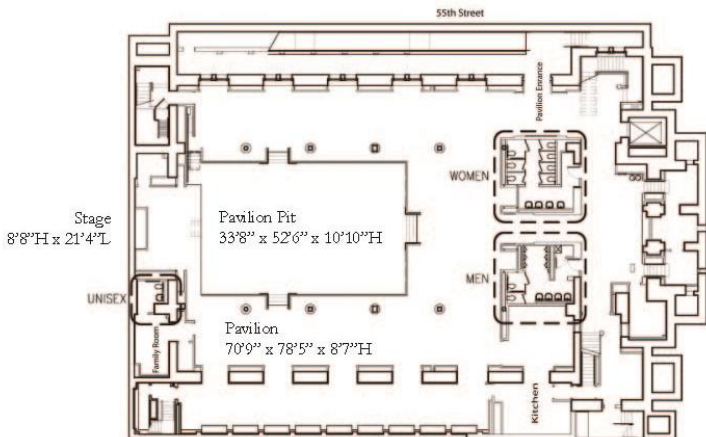 55th Street
Pavilion Entrance
WOMEN
Stage
8’8”H x 21’4”L
Pavilion Pit
33’8” x 52’6” x 10’10”H
MEN
UNISEX
Family Room
Pavilion
70’9” x 78’5” x 8’7”H
Kitchen